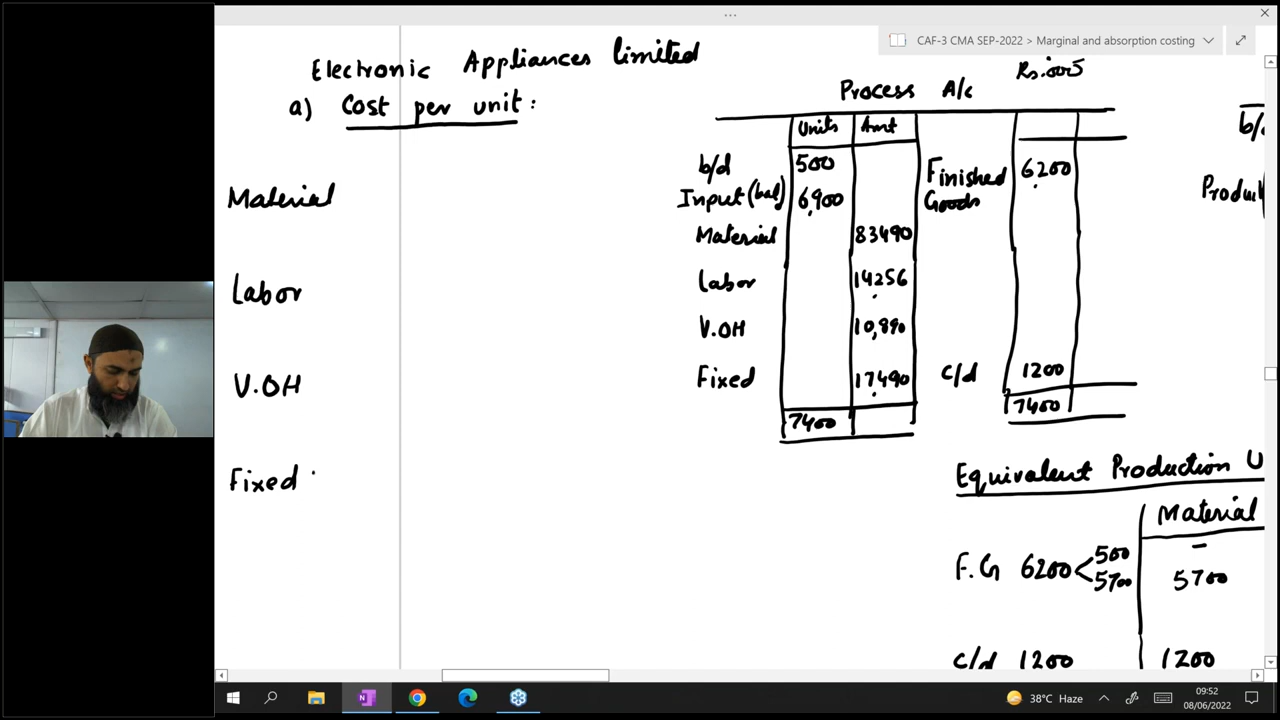 CAF-3 CMA SEP-2022 > Marginal and absorption costing
Electronic Appliances limited
a) Cost per unit:
Material
Labor
V.OH
Fixed
Process A/c
Units Amt
b/d 500 Finished Goods 6200
Input (bal) 6,900
Material 83490
Labor 14256
V.OH 10,890
Fixed 17490 c/d 1200
7400 7400
b/
Equivalent Production U
Material
F.G 6200 < 500 –
5700 5700
c/d 1200 1200
38°C Haze
09:52
08/06/2022